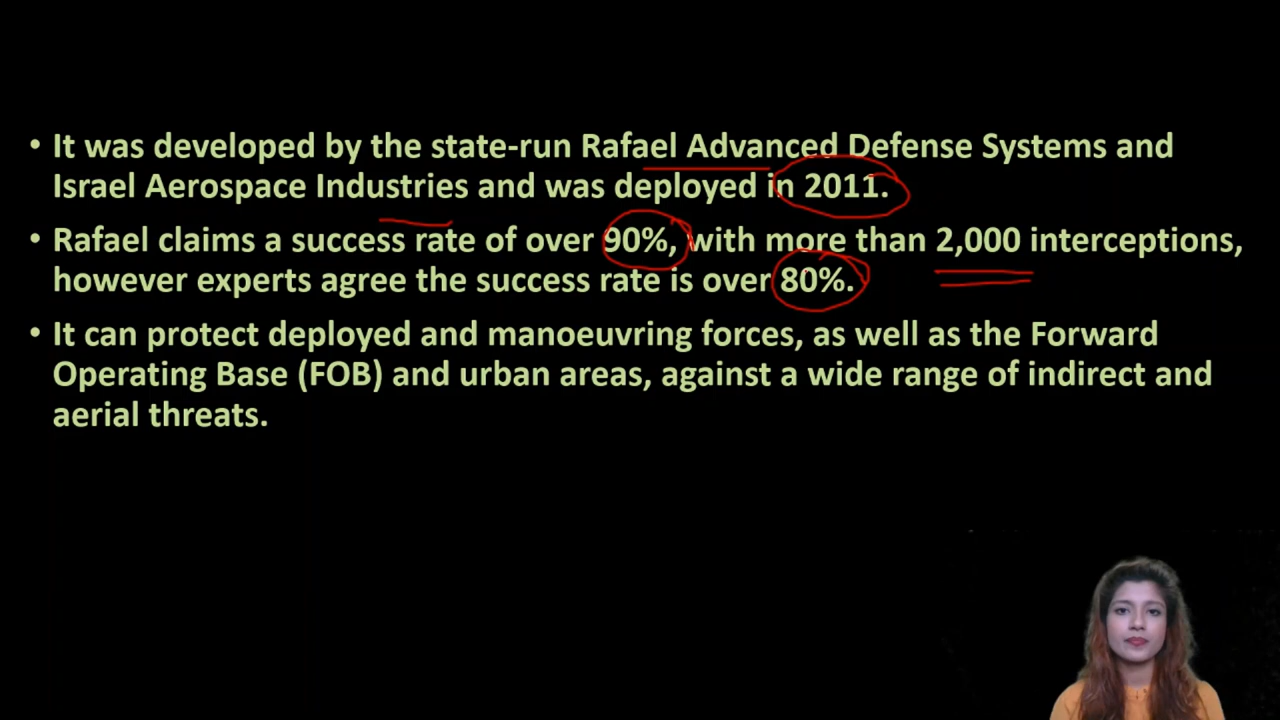 • It was developed by the state-run Rafael Advanced Defense Systems and
Israel Aerospace Industries and was deployed in 2011.
• Rafael claims a success rate of over 90%, with more than 2,000 interceptions,
however experts agree the success rate is over 80%.
• It can protect deployed and manoeuvring forces, as well as the Forward
Operating Base (FOB) and urban areas, against a wide range of indirect and
aerial threats.